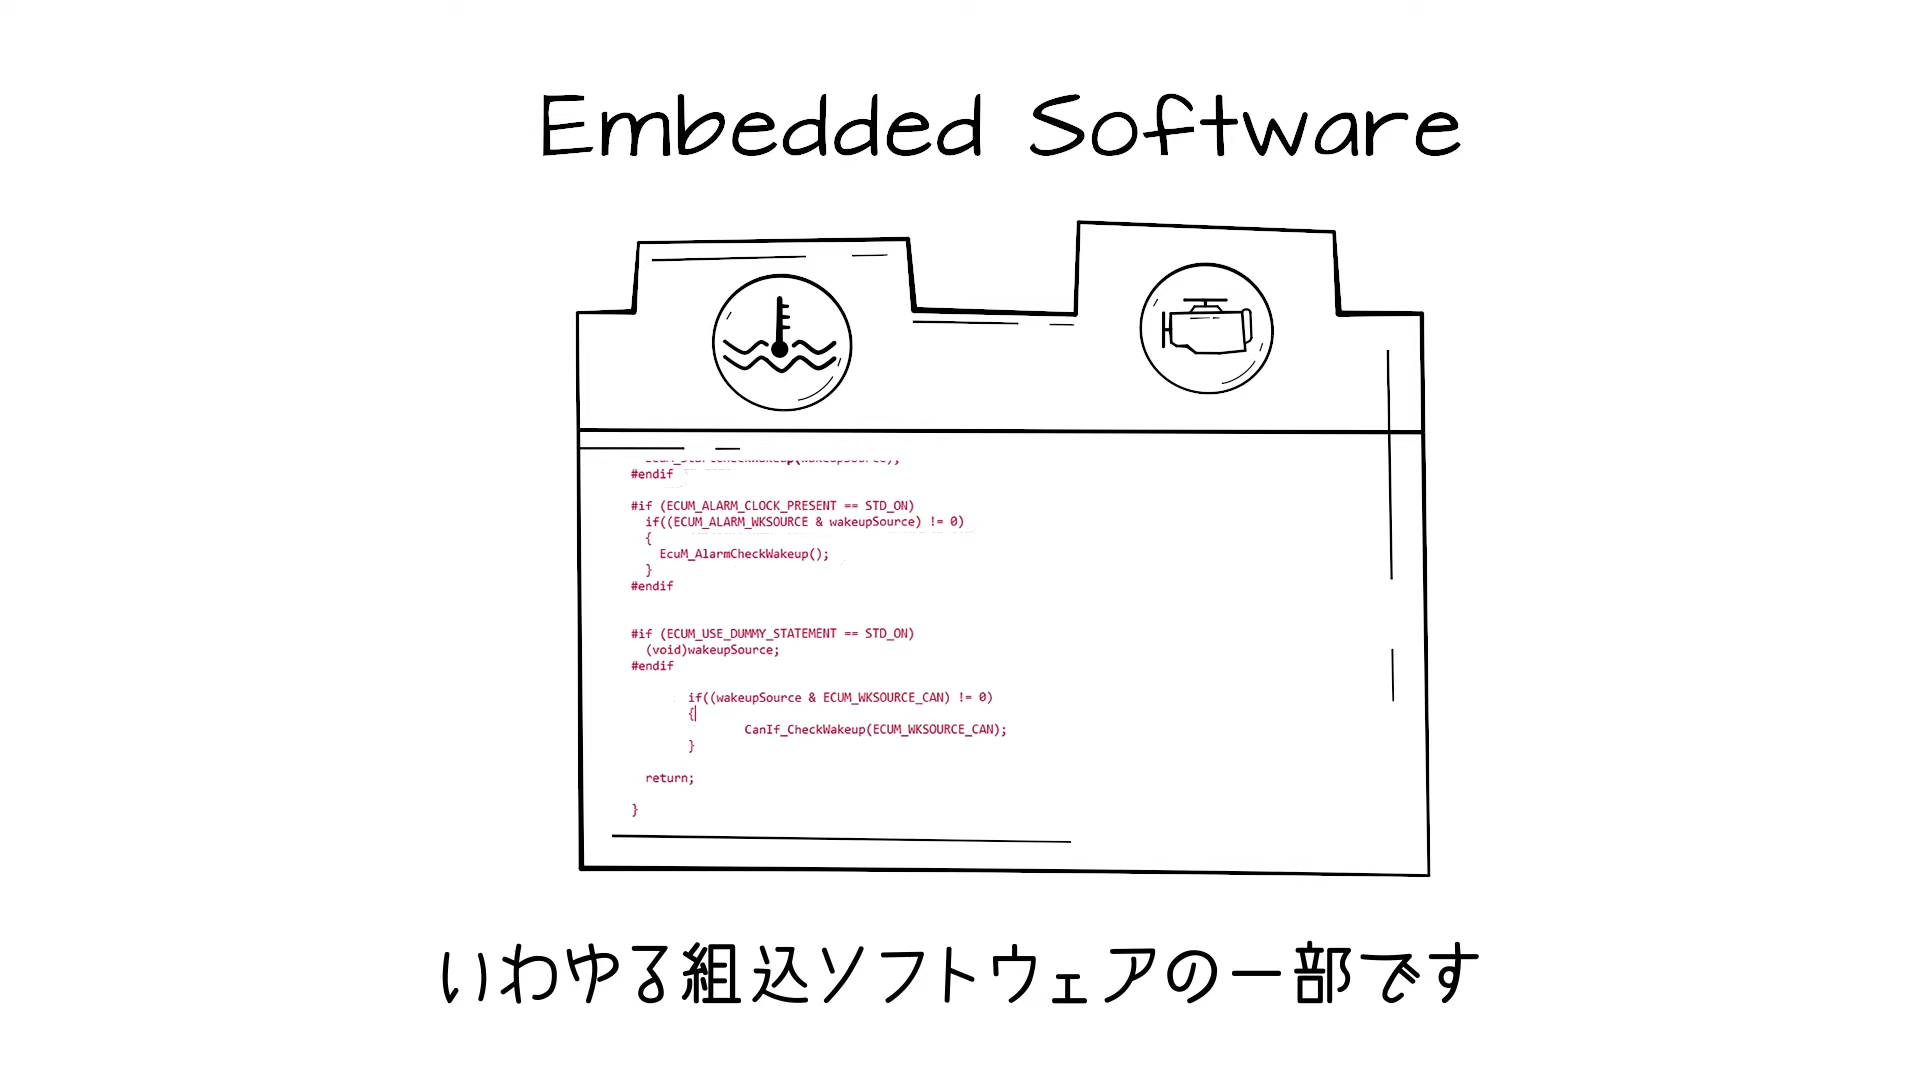 Embedded Software
#endif
#if (ECUM_ALARM_CLOCK_PRESENT == STD_ON)
if((ECUM_ALARM_WKSOURCE & wakeupSource) != 0)
{
EcuM_AlarmCheckWakeup();
}
#endif
#if (ECUM_USE_DUMMY_STATEMENT == STD_ON)
(void)wakeupSource;
#endif
if((wakeupSource & ECUM_WKSOURCE_CAN) != 0)
{
CanIf_CheckWakeup(ECUM_WKSOURCE_CAN);
}
return;
}
いわゆる組込ソフトウェアの一部です